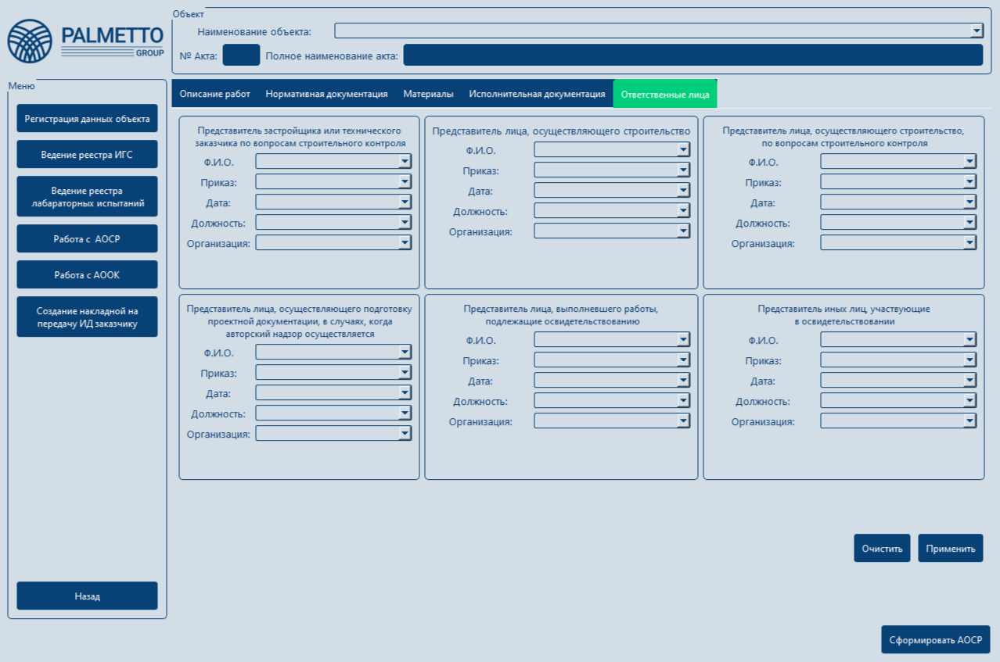 PALMETTO
GROUP
Объект
Наименование объекта:
№ Акта:
Полное наименование акта:
Меню
Регистрация данных объекта
Ведение реестра ИГС
Ведение реестра
лабараторных испытаний
Работа с АОСР
Работа с АООК
Создание накладной на
передачу ИД заказчику
Назад
Описание работ
Нормативная документация
Материалы
Исполнительная документация
Ответственные лица
Представитель застройщика или технического
заказчика по вопросам строительного контроля
Ф.И.О.
Приказ:
Дата:
Должность:
Организация:
Представитель лица, осуществляющего строительство
Ф.И.О.
Приказ:
Дата:
Должность:
Организация:
Представитель лица, осуществляющего строительство,
по вопросам строительного контроля
Ф.И.О.
Приказ:
Дата:
Должность:
Организация:
Представитель лица, осуществляющего подготовку
проектной документации, в случаях, когда
авторский надзор осуществляется
Ф.И.О.
Приказ:
Дата:
Должность:
Организация:
Представитель лица, выполневшего работы,
подлежащие освидетельствованию
Ф.И.О.
Приказ:
Дата:
Должность:
Организация:
Представитель иных лиц, участвующие
в освидетельствовании
Ф.И.О.
Приказ:
Дата:
Должность:
Организация:
Очистить
Применить
Сформировать АОСР